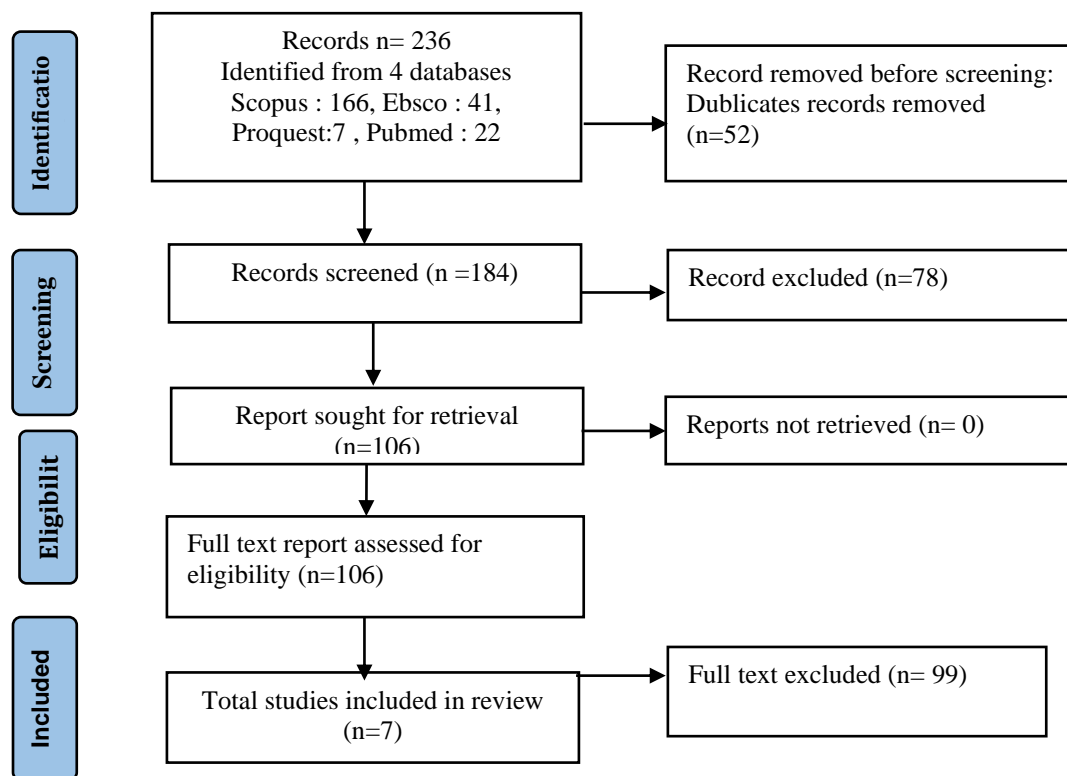 Identificatio
Records n= 236
Identified from 4 databases
Scopus : 166, Ebsco : 41,
Proquest:7 , Pubmed : 22
Record removed before screening:
Dublicates records removed
(n=52)
Screening
Records screened (n =184)
Record excluded (n=78)
Report sought for retrieval
(n=106)
Reports not retrieved (n= 0)
Eligibilit
Full text report assessed for
eligibility (n=106)
Included
Total studies included in review
(n=7)
Full text excluded (n= 99)